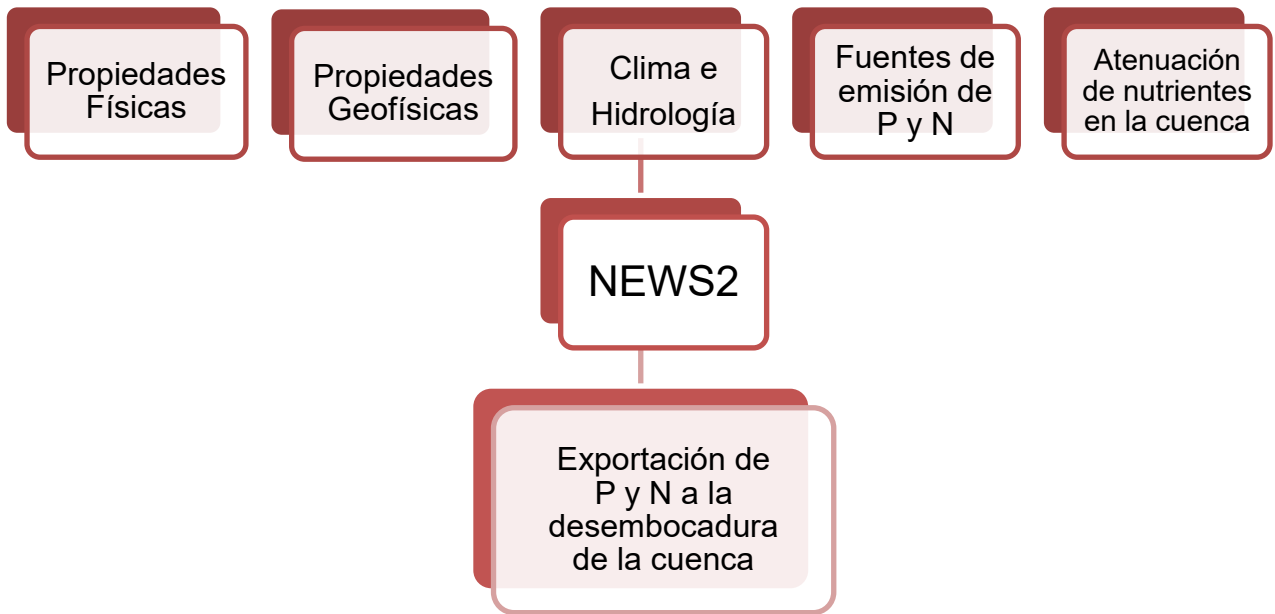 Propiedades
Físicas
Propiedades
Geofísicas
Clima e
Hidrología
Fuentes de
emisión de
P y N
Atenuación
de nutrientes
en la cuenca
NEWS2
Exportación de
P y N a la
desembocadura
de la cuenca